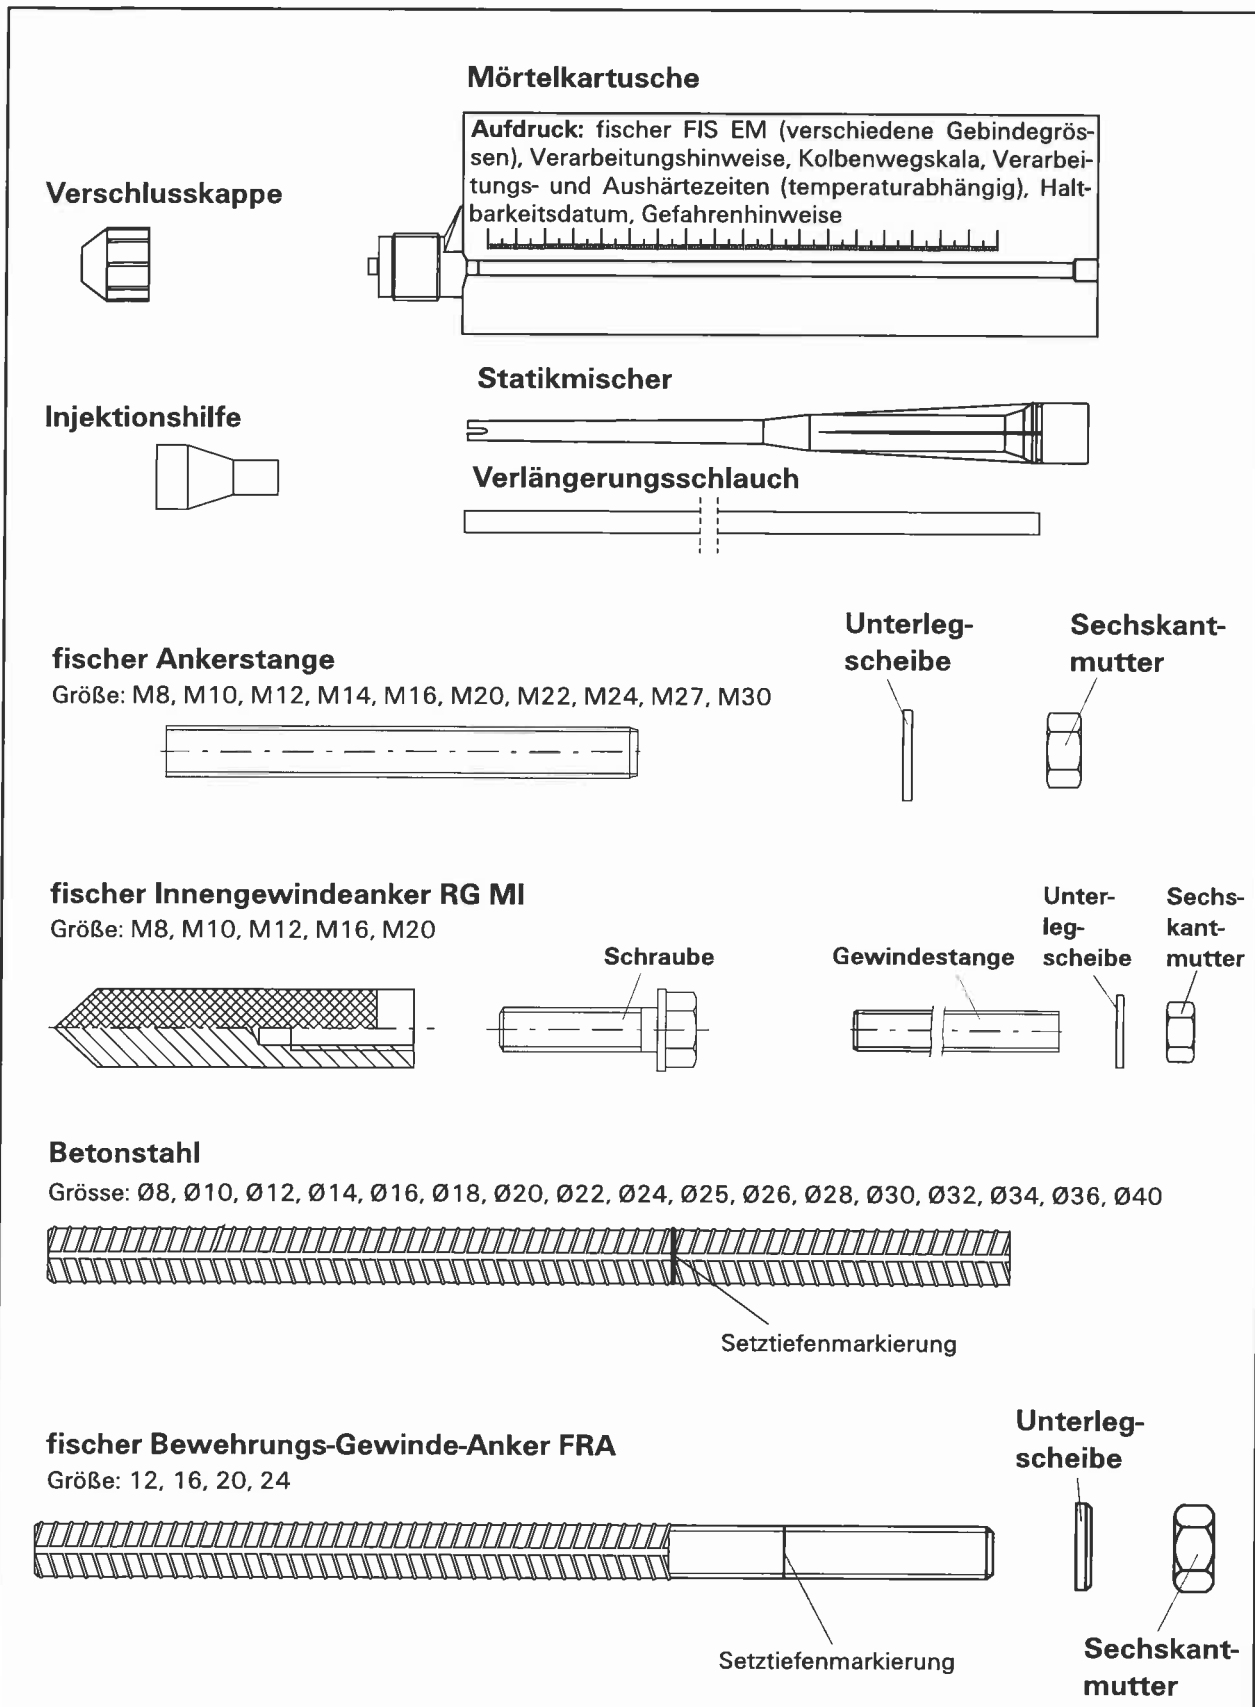 Mörtelkartusche
Aufdruck: fischer FIS EM (verschiedene Gebindegrös-
sen), Verarbeitungshinweise, Kolbenwegskala, Verarbei-
tungs- und Aushärtezeiten (temperaturabhängig), Halt-
barkeitsdatum, Gefahrenhinweise
Verschlusskappe
Statikmischer
Injektionshilfe
Verlängerungsschlauch
Unterleg-
scheibe
Sechskant-
mutter
fischer Ankerstange
Größe: M8, M10, M12, M14, M16, M20, M22, M24, M27, M30
fischer Innengewindeanker RG MI
Größe: M8, M10, M12, M16, M20
Schraube
Gewindestange
Unter-
leg-
scheibe
Sechs-
kant-
mutter
Betonstahl
Grösse: Ø8, Ø10, Ø12, Ø14, Ø16, Ø18, Ø20, Ø22, Ø24, Ø25, Ø26, Ø28, Ø30, Ø32, Ø34, Ø36, Ø40
Setztiefenmarkierung
fischer Bewehrungs-Gewinde-Anker FRA
Größe: 12, 16, 20, 24
Unterleg-
scheibe
Setztiefenmarkierung
Sechskant-
mutter